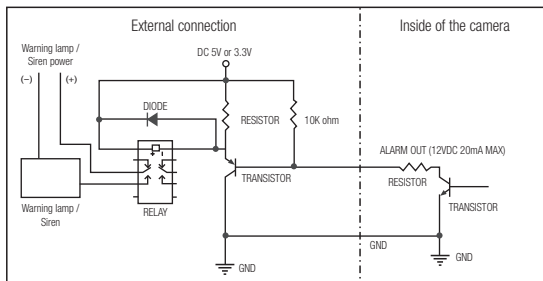 External connection
Inside of the camera
Warning lamp /
Siren power
(−)
(+)
DC 5V or 3.3V
DIODE
RESISTOR
10K ohm
ALARM OUT (12VDC 20mA MAX)
RESISTOR
TRANSISTOR
TRANSISTOR
Warning lamp /
Siren
RELAY
GND
GND
GND